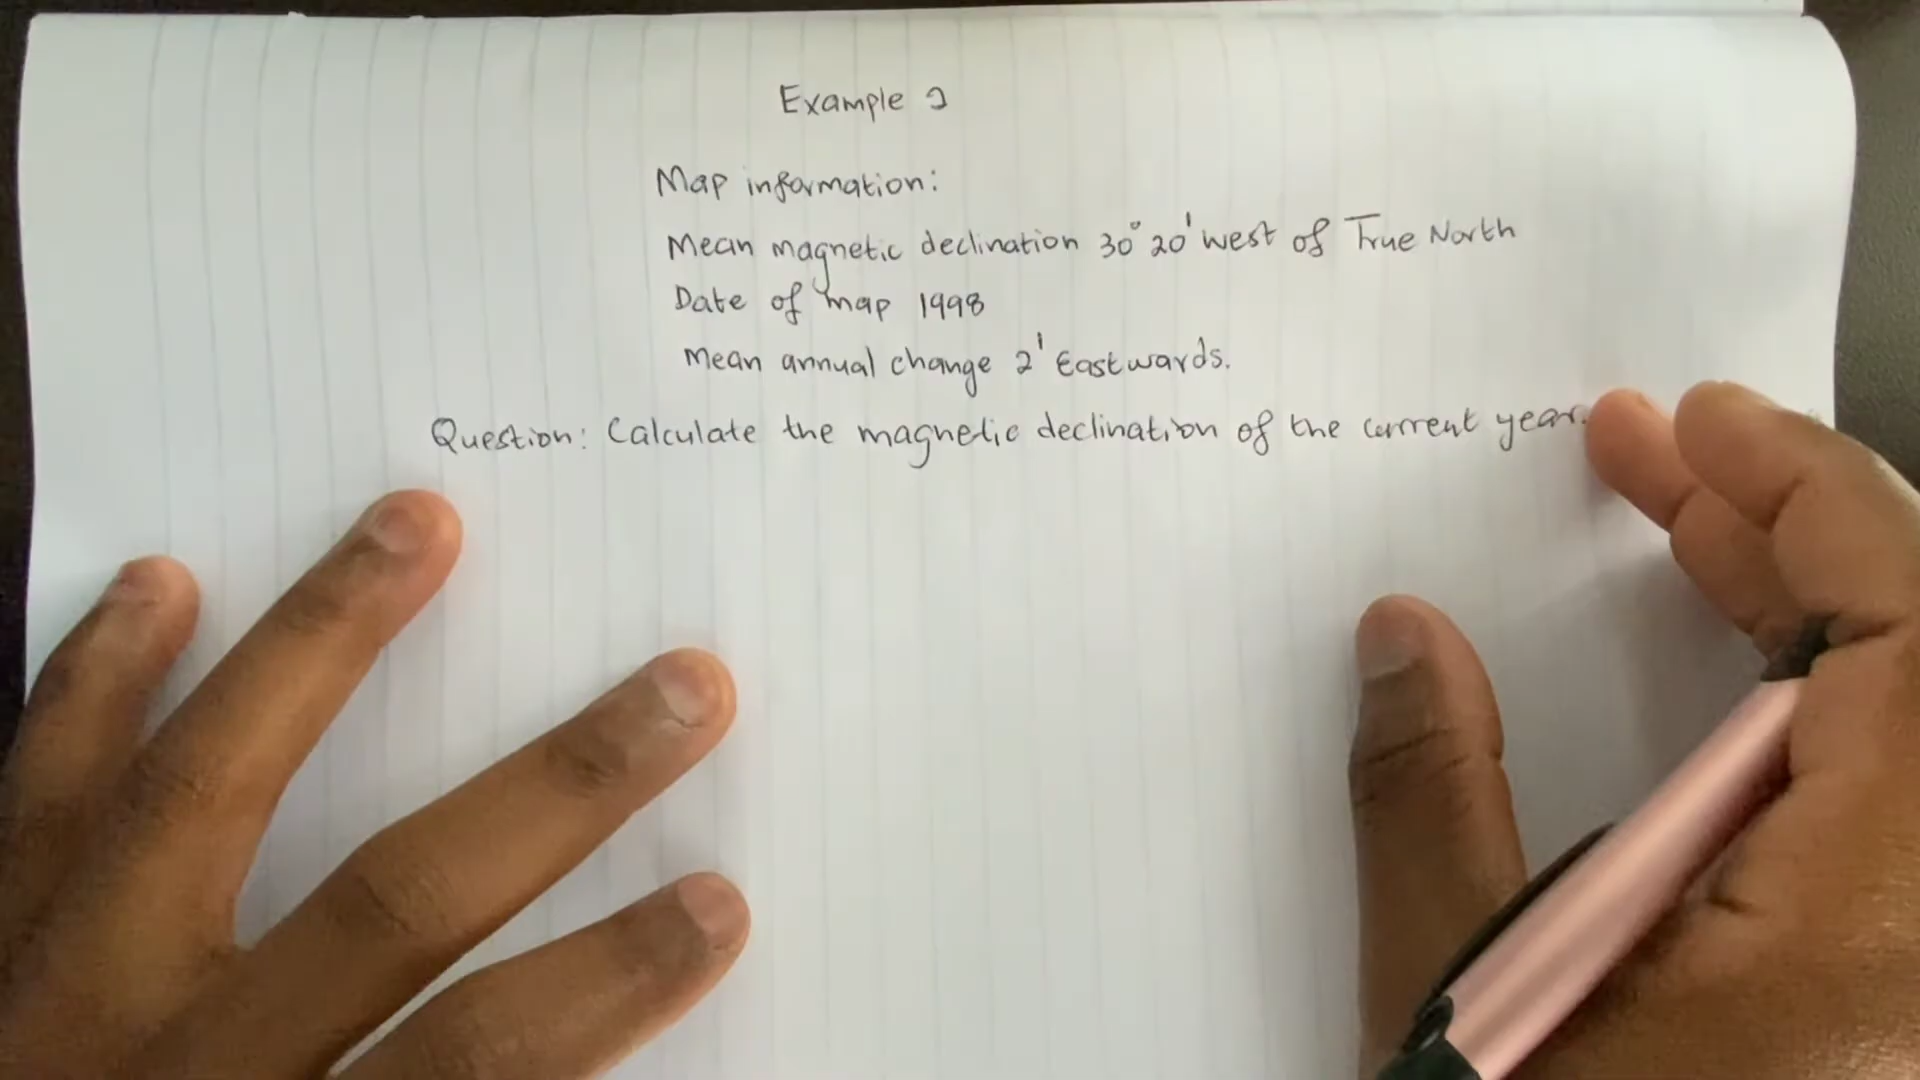 Example 2
Map information:
Mean magnetic declination 30° 20' west of True North
Date of map 1998
Mean annual change 2' Eastwards.
Question: Calculate the magnetic declination of the current year.